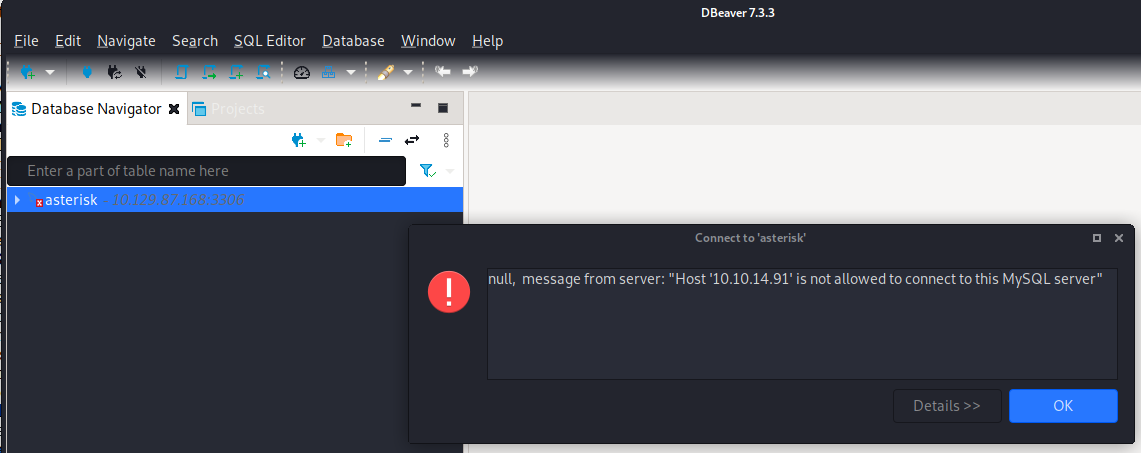 DBeaver 7.3.3
File Edit Navigate Search SQL Editor Database Window Help
Database Navigator Projects
Enter a part of table name here
asterisk 10.129.87.168:3306
Connect to 'asterisk'
null, message from server: "Host '10.10.14.91' is not allowed to connect to this MySQL server"
Details >> OK